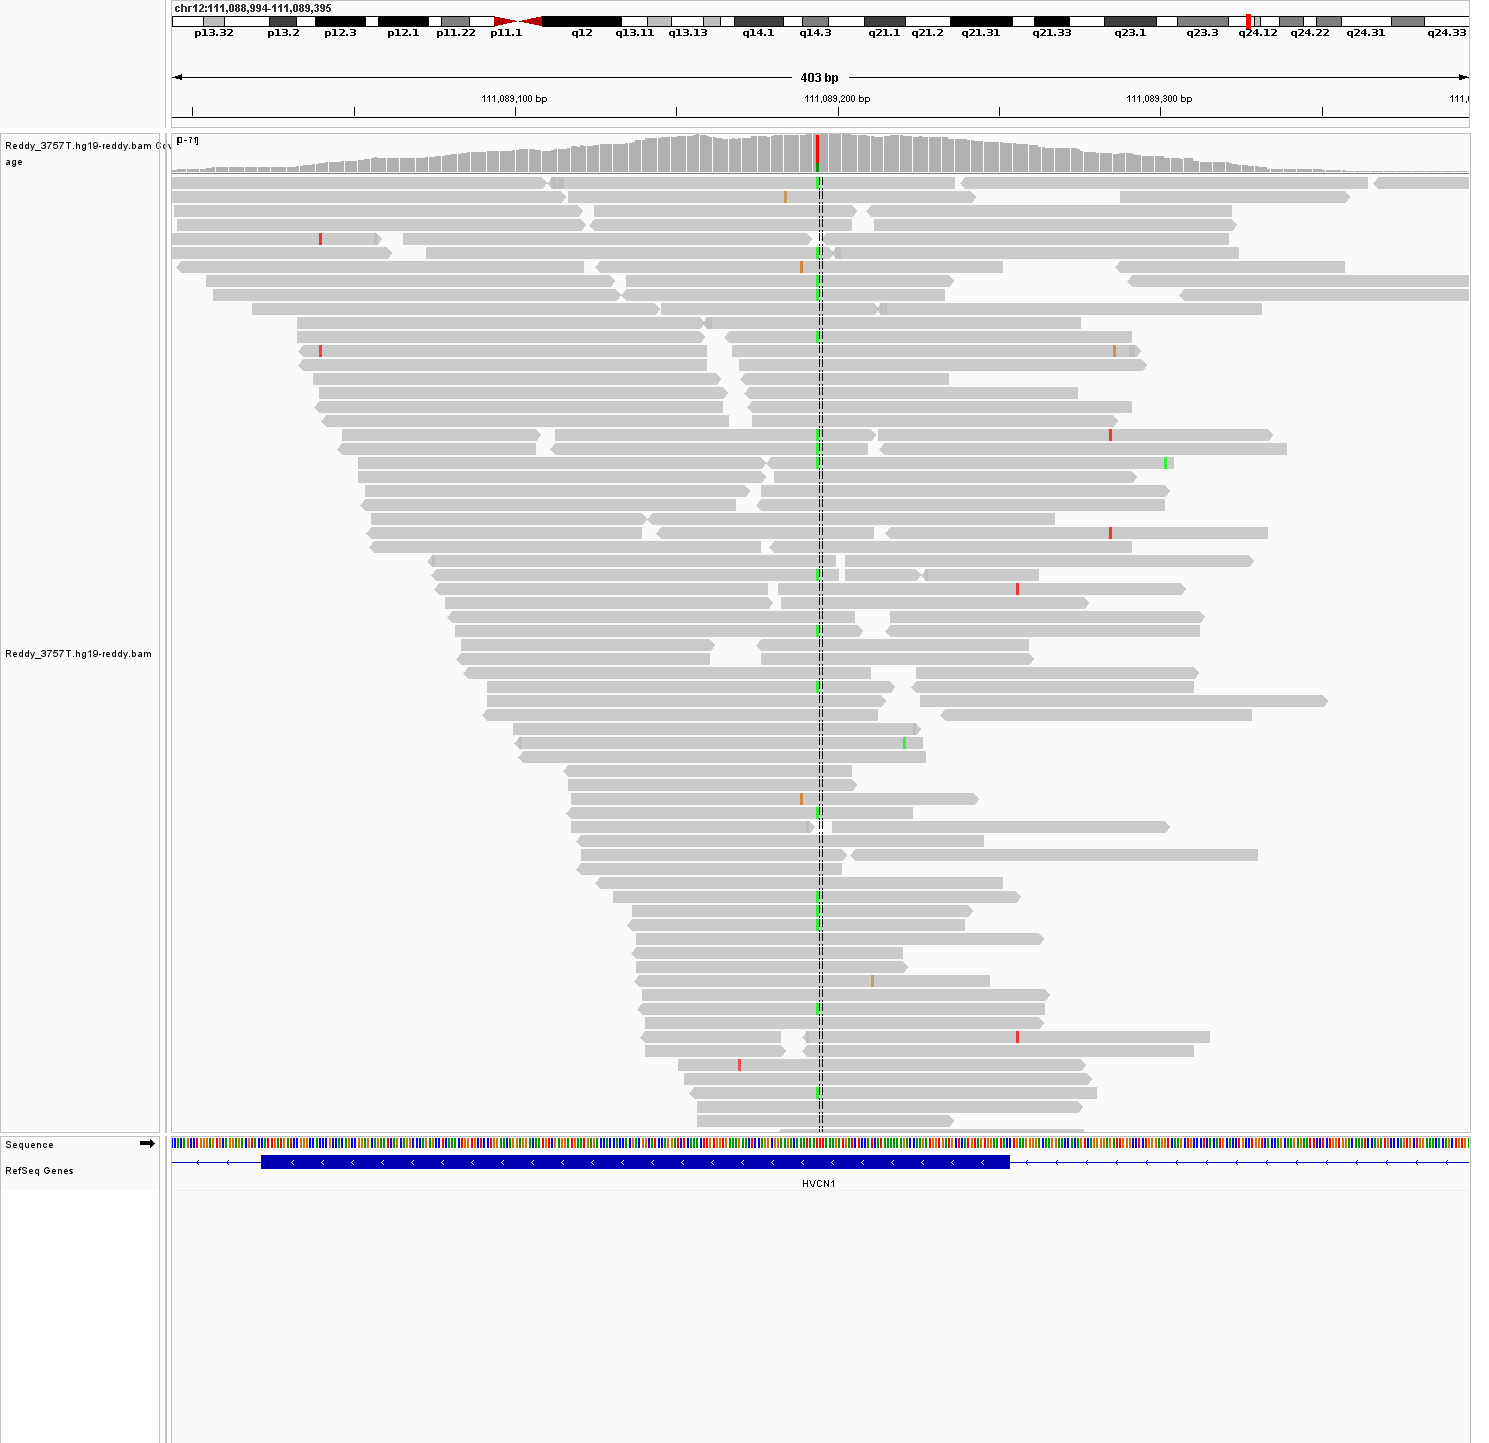 chr12:111,088,994-111,089,395
p13.32 p13.2 p12.3 p12.1 p11.22 p11.1 q12 q13.11 q13.13 q14.1 q14.3 q21.1 q21.2 q21.31 q21.33 q23.1 q23.3 q24.12 q24.22 q24.31 q24.33
403 bp
111,089,100 bp 111,089,200 bp 111,089,300 bp 111,0
Reddy_3757T.hg19-reddy.bam Cov
age
[0 - 71]
Reddy_3757T.hg19-reddy.bam
Sequence
RefSeq Genes
HVCN1